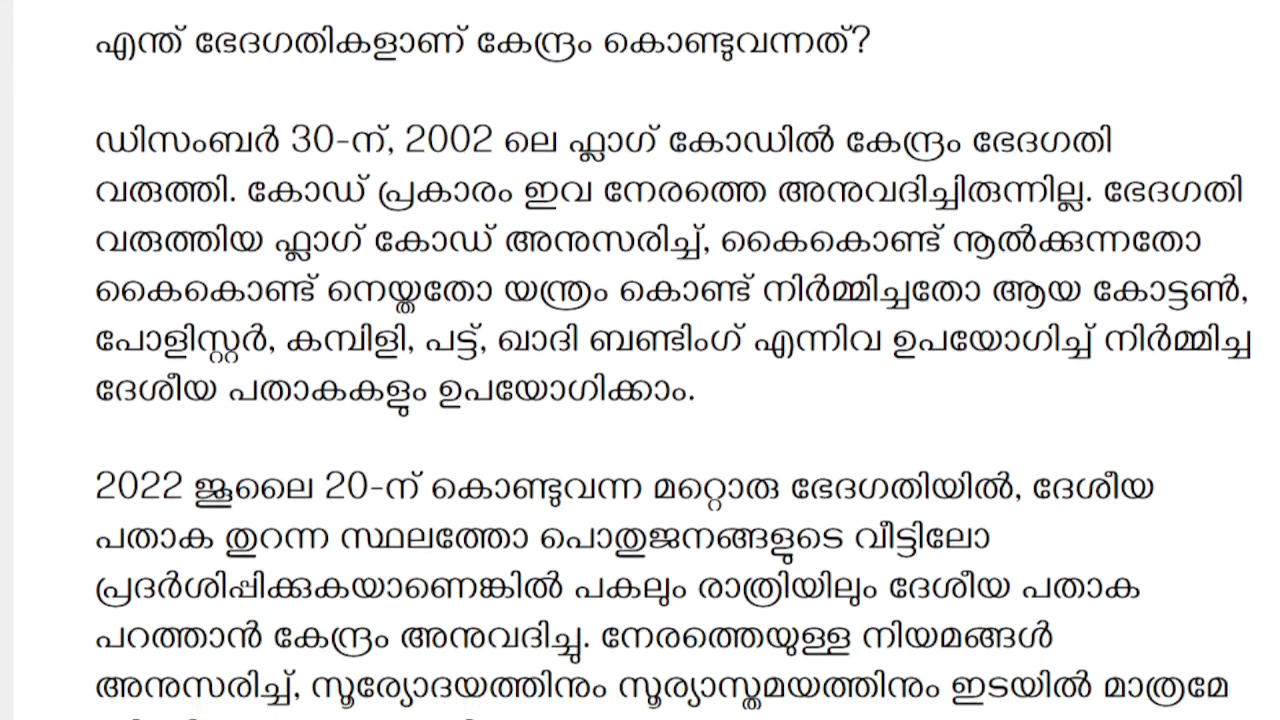 എന്ത് ഭേദഗതികളാണ് കേന്ദ്രം കൊണ്ടുവന്നത്?
ഡിസംബർ 30-ന്, 2002 ലെ ഫ്ലാഗ് കോഡിൽ കേന്ദ്രം ഭേദഗതി
വരുത്തി. കോഡ് പ്രകാരം ഇവ നേരത്തെ അനുവദിച്ചിരുന്നില്ല. ഭേദഗതി
വരുത്തിയ ഫ്ലാഗ് കോഡ് അനുസരിച്ച്, കൈകൊണ്ട് നൂൽക്കുന്നതോ
കൈകൊണ്ട് നെയ്തതോ യന്ത്രം കൊണ്ട് നിർമ്മിച്ചതോ ആയ കോട്ടൺ,
പോളിസ്റ്റർ, കമ്പിളി, പട്ട്, ഖാദി ബണ്ടിംഗ് എന്നിവ ഉപയോഗിച്ച് നിർമ്മിച്ച
ദേശീയ പതാകകളും ഉപയോഗിക്കാം.
2022 ജൂലൈ 20-ന് കൊണ്ടുവന്ന മറ്റൊരു ഭേദഗതിയിൽ, ദേശീയ
പതാക തുറന്ന സ്ഥലത്തോ പൊതുജനങ്ങളുടെ വീട്ടിലോ
പ്രദർശിപ്പിക്കുകയാണെങ്കിൽ പകലും രാത്രിയിലും ദേശീയ പതാക
പറത്താൻ കേന്ദ്രം അനുവദിച്ചു. നേരത്തെയുള്ള നിയമങ്ങൾ
അനുസരിച്ച്, സൂര്യോദയത്തിനും സൂര്യാസ്തമയത്തിനും ഇടയിൽ മാത്രമേ